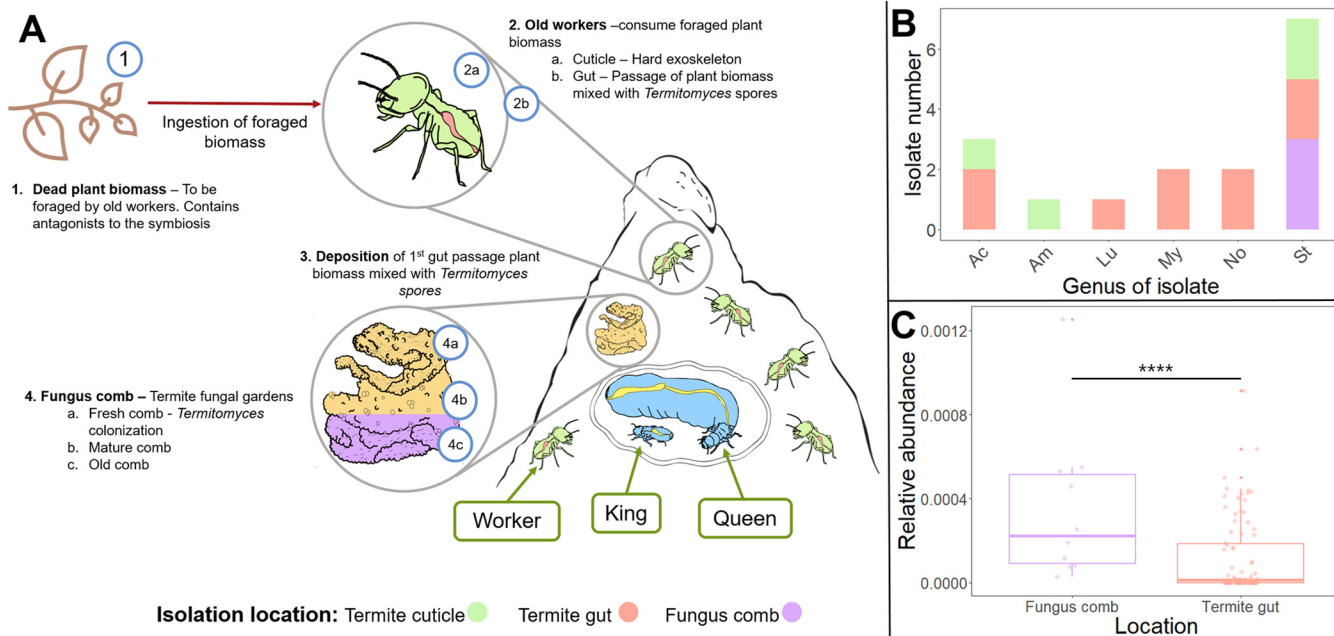 A
1
Ingestion of foraged
biomass
1. Dead plant biomass – To be
foraged by old workers. Contains
antagonists to the symbiosis
2a
2b
2. Old workers –consume foraged plant
biomass
a. Cuticle – Hard exoskeleton
b. Gut – Passage of plant biomass
mixed with Termitomyces spores
3. Deposition of 1st gut passage plant
biomass mixed with Termitomyces
spores
4a
4b
4c
4. Fungus comb – Termite fungal gardens
a. Fresh comb - Termitomyces
colonization
b. Mature comb
c. Old comb
Worker
King
Queen
Isolation location: Termite cuticle Termite gut Fungus comb
B
Isolate number
6
4
2
0
Ac Am Lu My No St
Genus of isolate
C
Relative abundance
0.0012
0.0008
0.0004
0.0000
****
Fungus comb Termite gut
Location